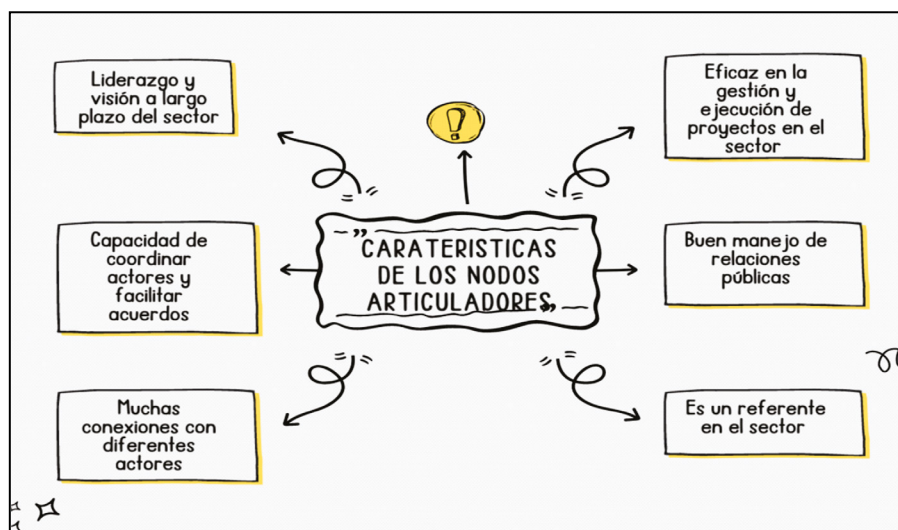 Liderazgo y
visión a largo
plazo del sector
Capacidad de
coordinar
actores y
facilitar
acuerdos
Muchas
conexiones con
diferentes
actores
!
„
CARATERISTICAS
DE LOS NODOS
ARTICULADORES
„
Eficaz en la
gestión y
ejecución de
proyectos en el
sector
Buen manejo de
relaciones
públicas
Es un referente
en el sector